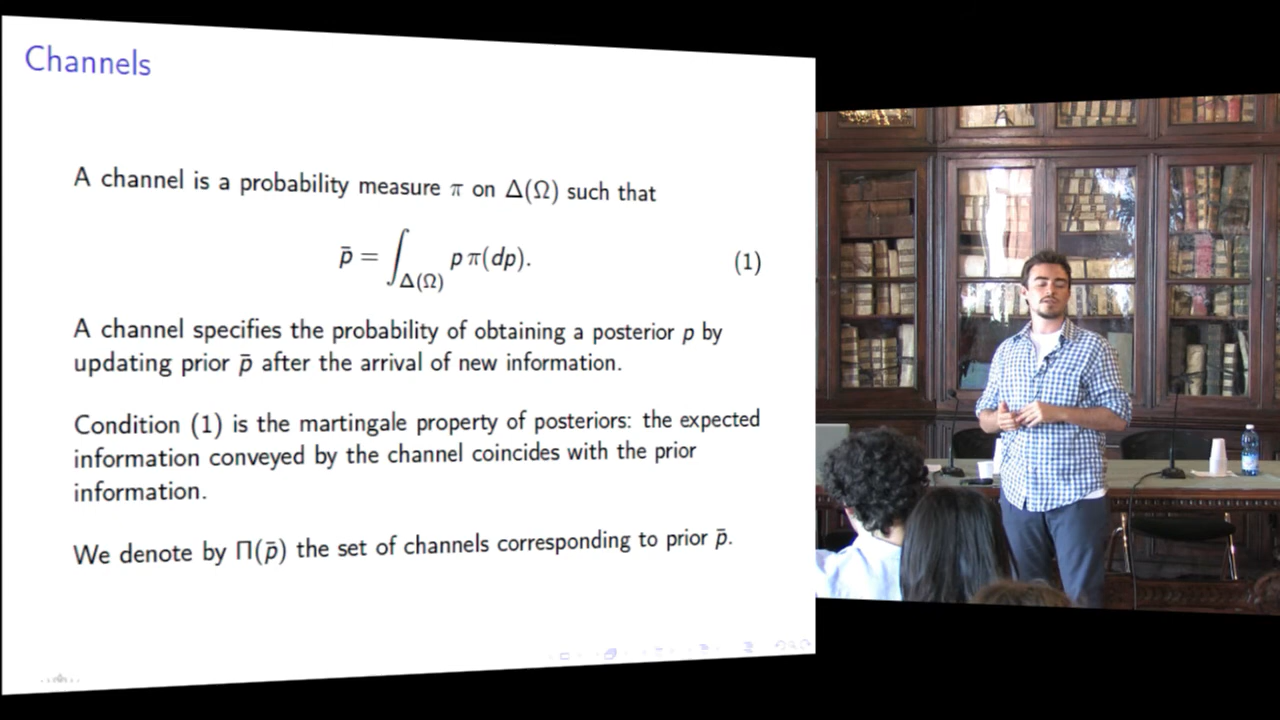 Channels
A channel is a probability measure π on Δ(Ω) such that
p̄ = ∫_Δ(Ω) p π(dp). (1)
A channel specifies the probability of obtaining a posterior p by
updating prior p̄ after the arrival of new information.
Condition (1) is the martingale property of posteriors: the expected
information conveyed by the channel coincides with the prior
information.
We denote by Π(p̄) the set of channels corresponding to prior p̄.